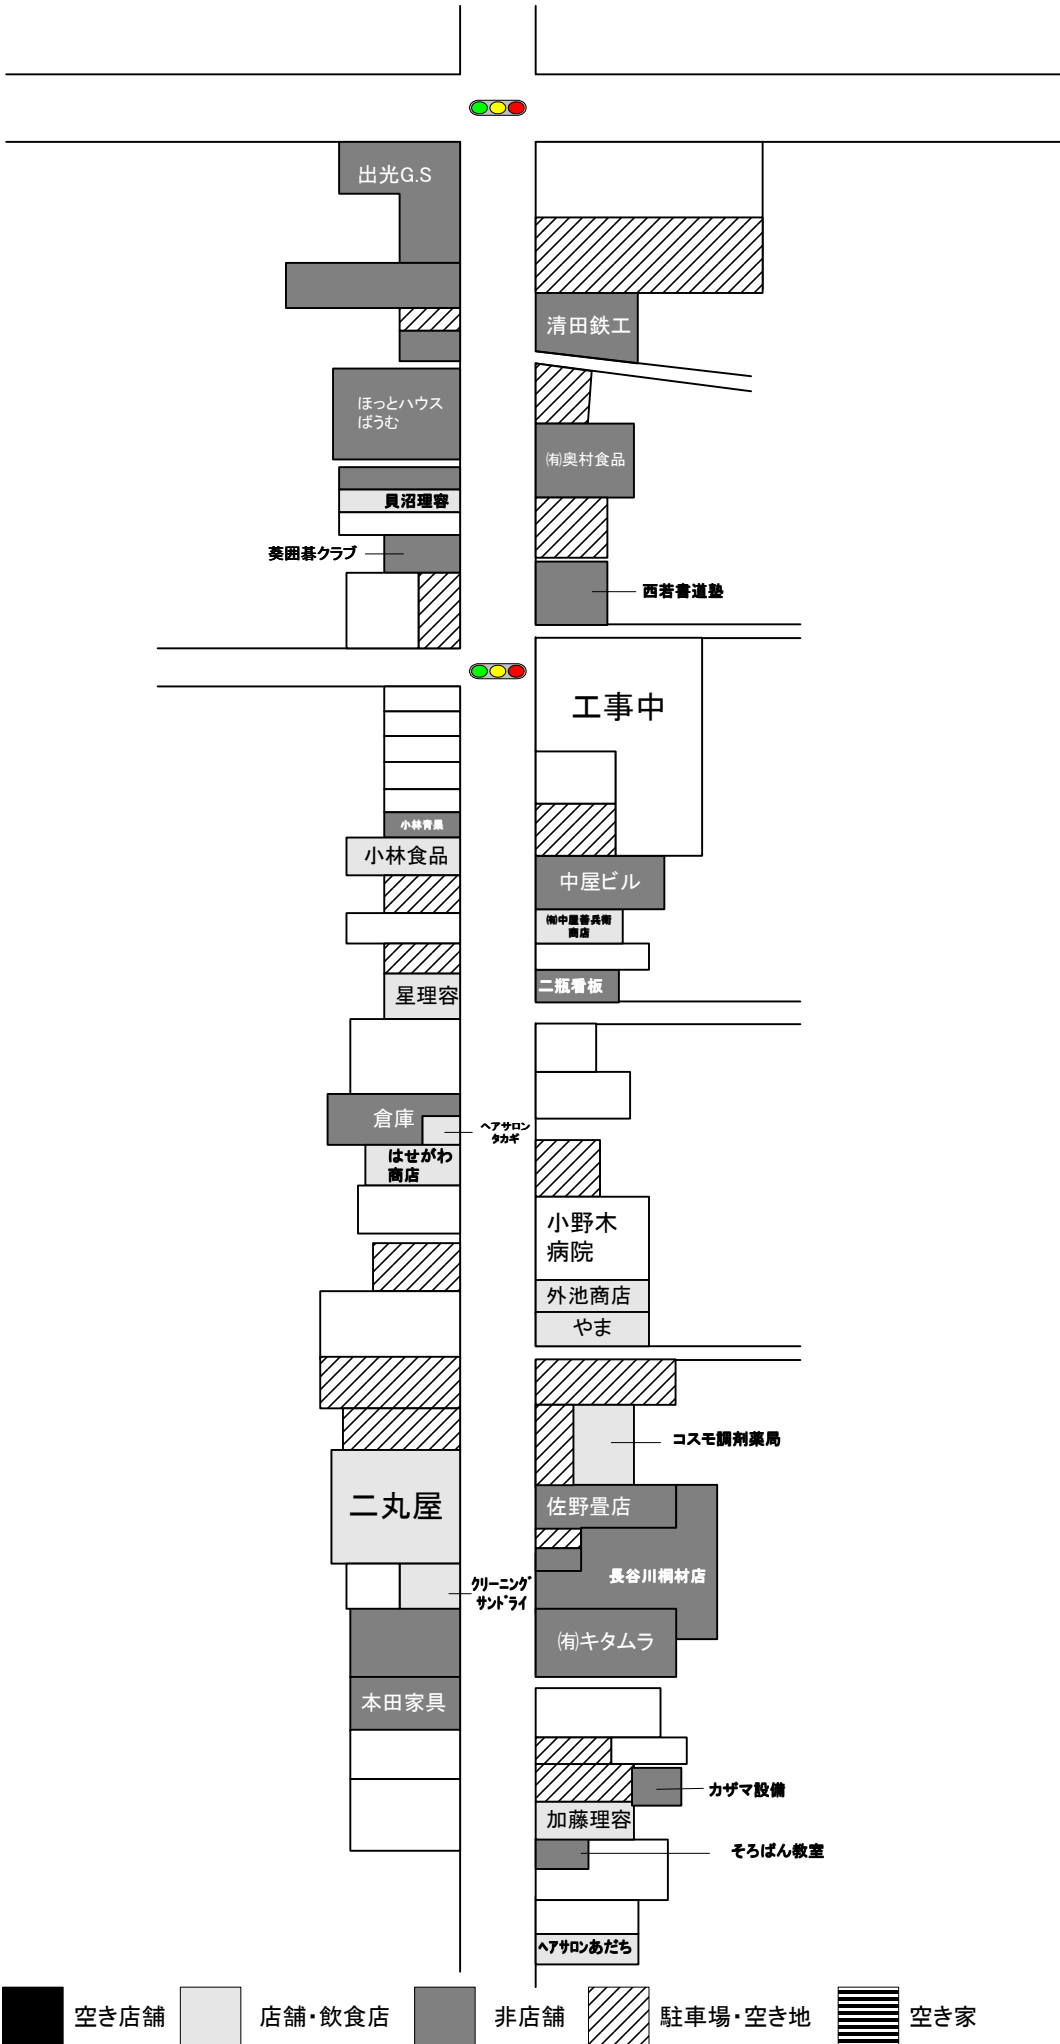 出光G.S
清田鉄工
ほっとハウス
ばうむ
㈲奥村食品
貝沼理容
葵囲碁クラブ
西若書道塾
工事中
小林青果
小林食品
中屋ビル
㈲中屋善兵衛
商店
二瓶看板
星理容
倉庫
ヘアサロン
タカギ
はせがわ
商店
小野木
病院
外池商店
やま
コスモ調剤薬局
二丸屋
佐野畳店
長谷川桐材店
クリーニング
サンドライ
㈲キタムラ
本田家具
カザマ設備
加藤理容
そろばん教室
ヘアサロンあだち
空き店舗
店舗・飲食店
非店舗
駐車場・空き地
空き家